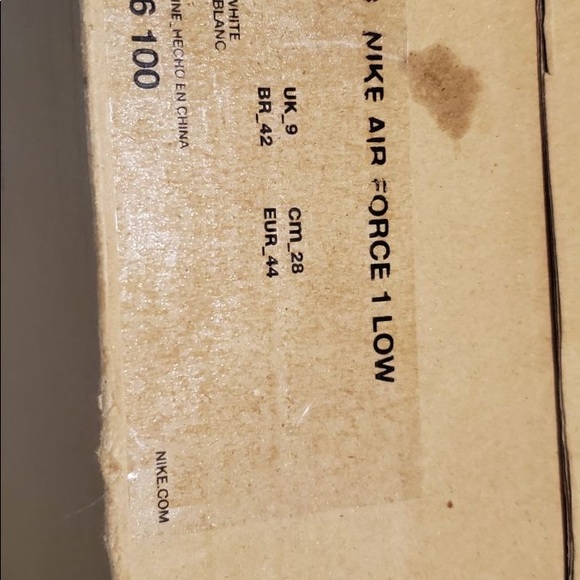 NIKE AIR FORCE 1 LOW
UK_9 cm_28
BR_42 EUR_44
WHITE
BLANC
HECHO EN CHINA
6 100
NIKE.COM